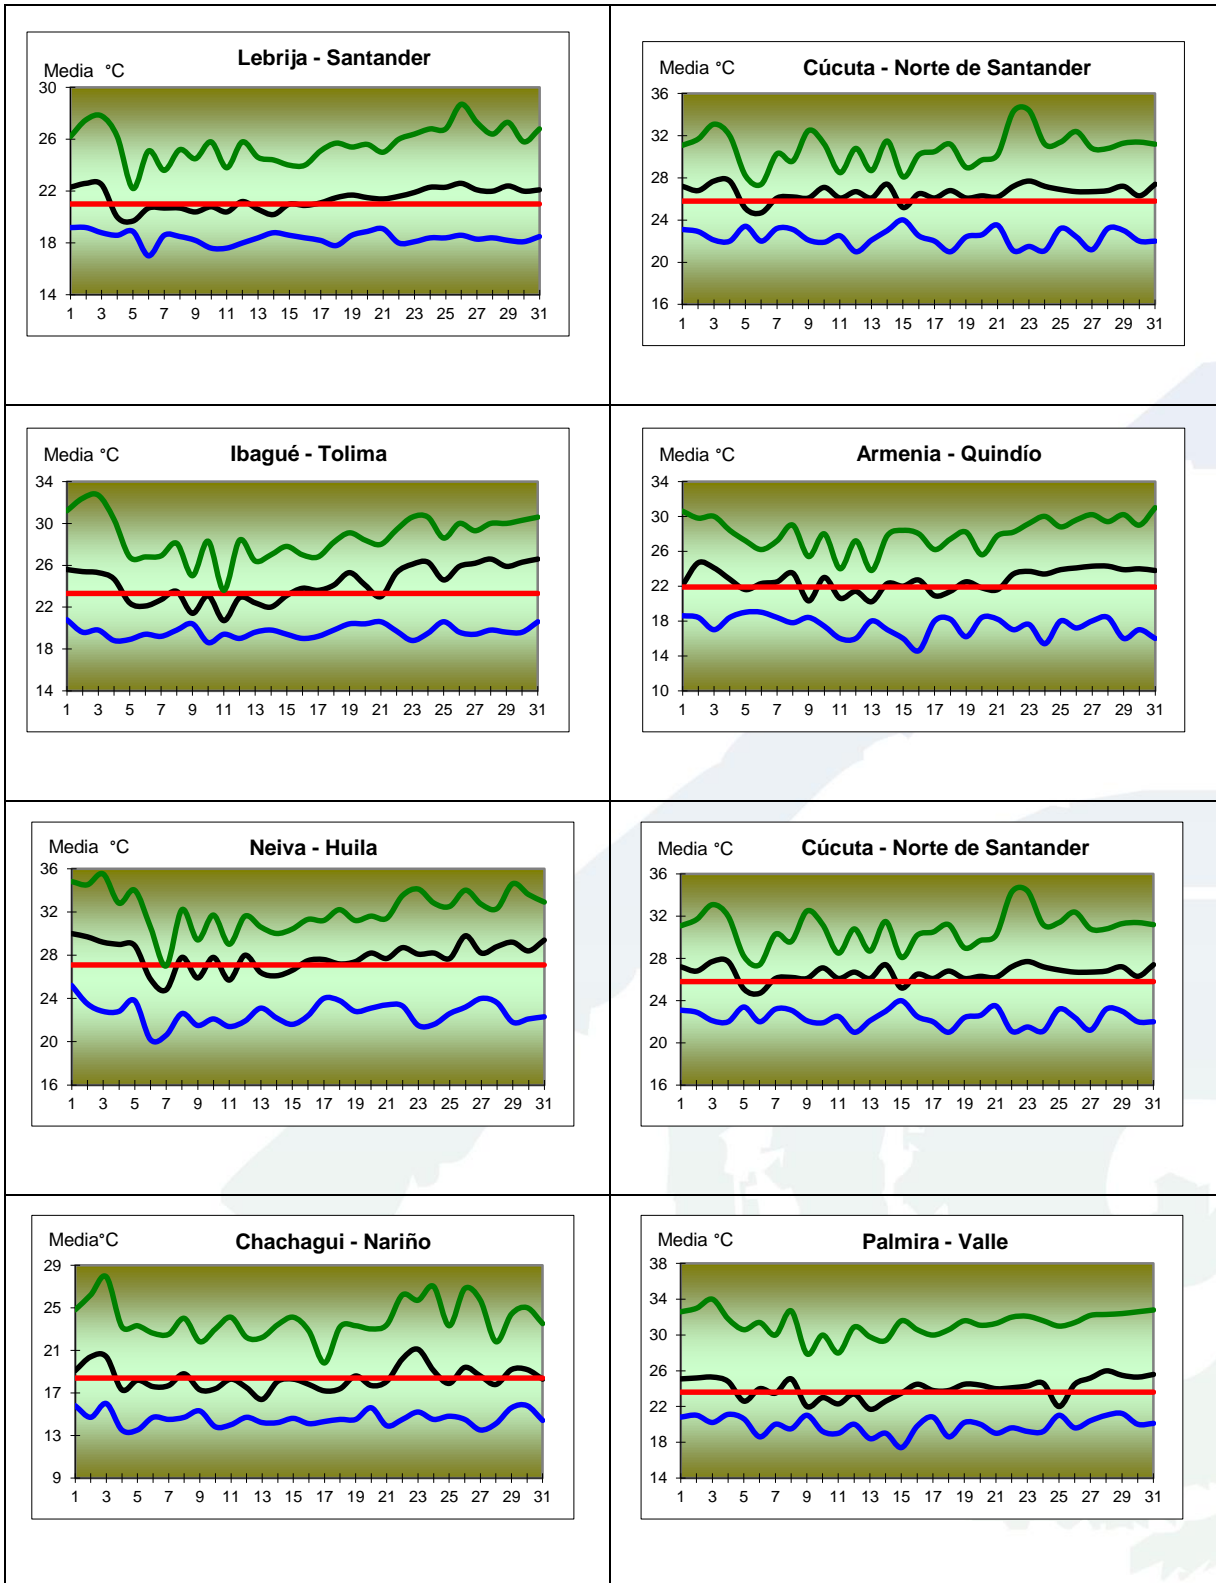 Lebrija - Santander
Media °C
30
26
22
18
14
1 3 5 7 9 11 13 15 17 19 21 23 25 27 29 31
Cúcuta - Norte de Santander
Media °C
36
32
28
24
20
16
1 3 5 7 9 11 13 15 17 19 21 23 25 27 29 31
Ibagué - Tolima
Media °C
34
30
26
22
18
14
1 3 5 7 9 11 13 15 17 19 21 23 25 27 29 31
Armenia - Quindío
Media °C
34
30
26
22
18
14
10
1 3 5 7 9 11 13 15 17 19 21 23 25 27 29 31
Neiva - Huila
Media °C
36
32
28
24
20
16
1 3 5 7 9 11 13 15 17 19 21 23 25 27 29 31
Cúcuta - Norte de Santander
Media °C
36
32
28
24
20
16
1 3 5 7 9 11 13 15 17 19 21 23 25 27 29 31
Chachagui - Nariño
Media°C
29
25
21
17
13
9
1 3 5 7 9 11 13 15 17 19 21 23 25 27 29 31
Palmira - Valle
Media °C
38
34
30
26
22
18
14
1 3 5 7 9 11 13 15 17 19 21 23 25 27 29 31